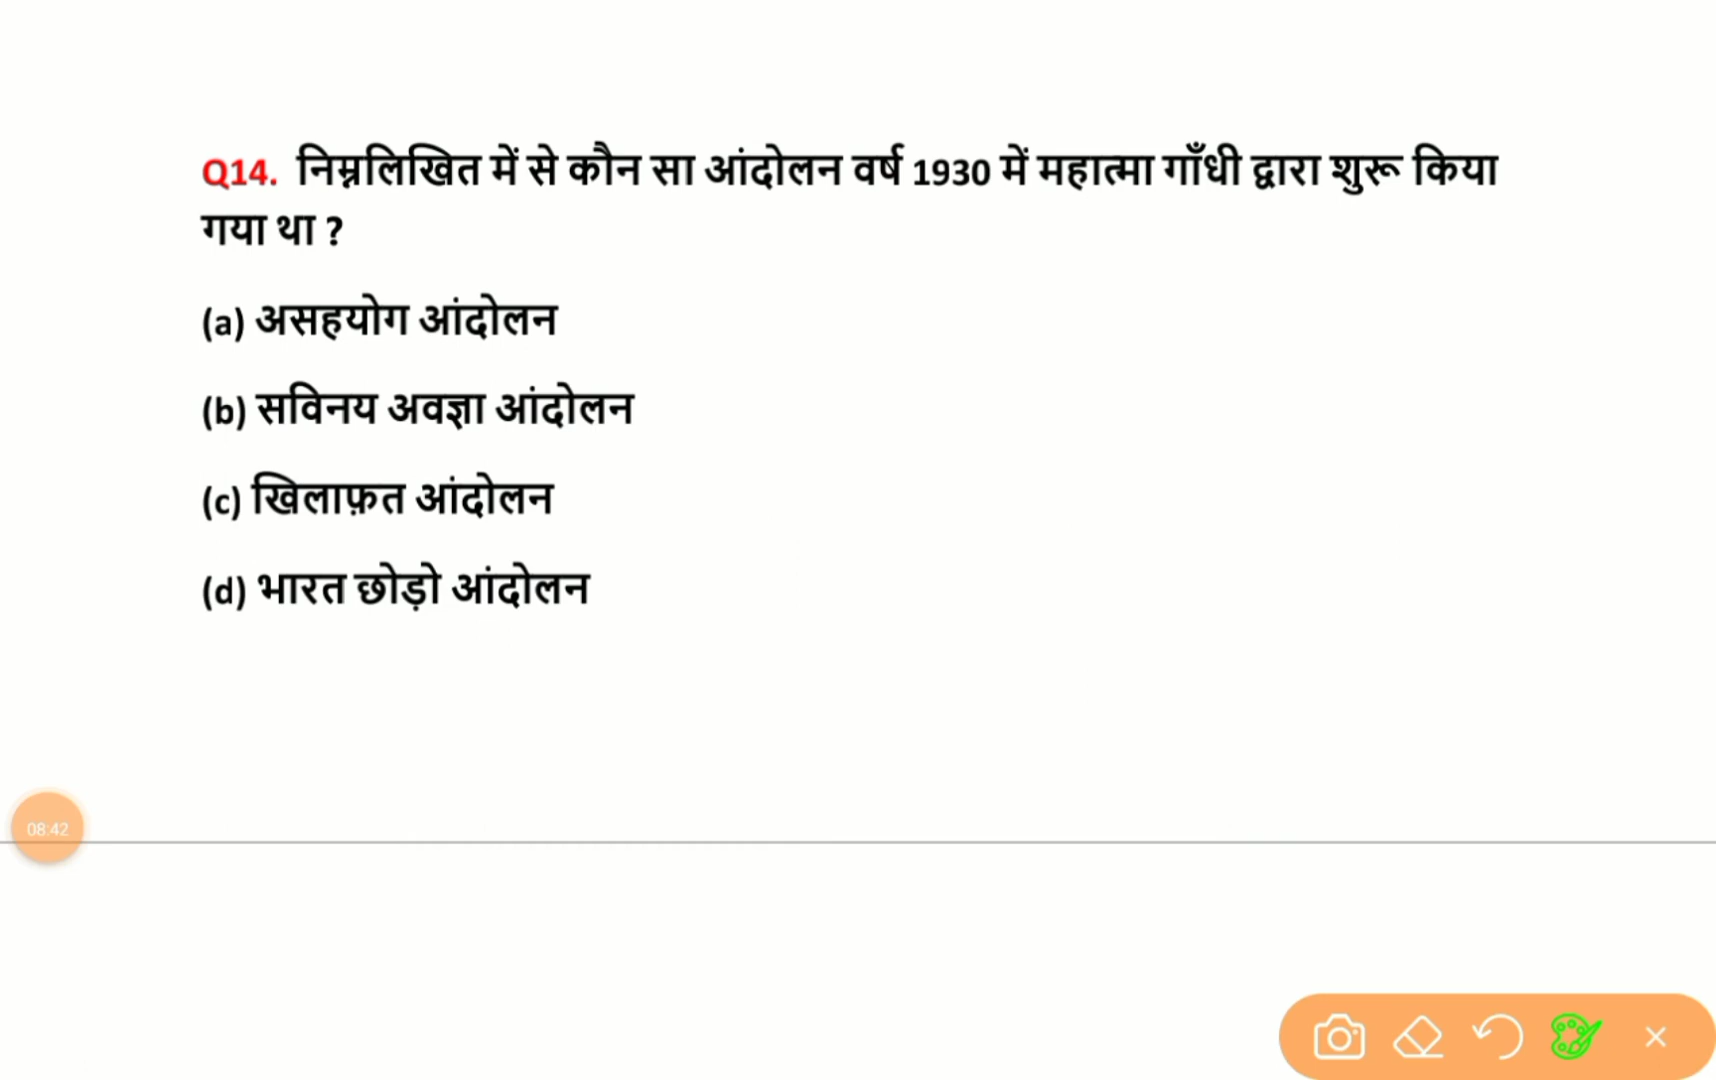 Q14. निम्नलिखित में से कौन सा आंदोलन वर्ष 1930 में महात्मा गाँधी द्वारा शुरू किया
गया था ?
(a) असहयोग आंदोलन
(b) सविनय अवज्ञा आंदोलन
(c) खिलाफ़त आंदोलन
(d) भारत छोड़ो आंदोलन
08:42